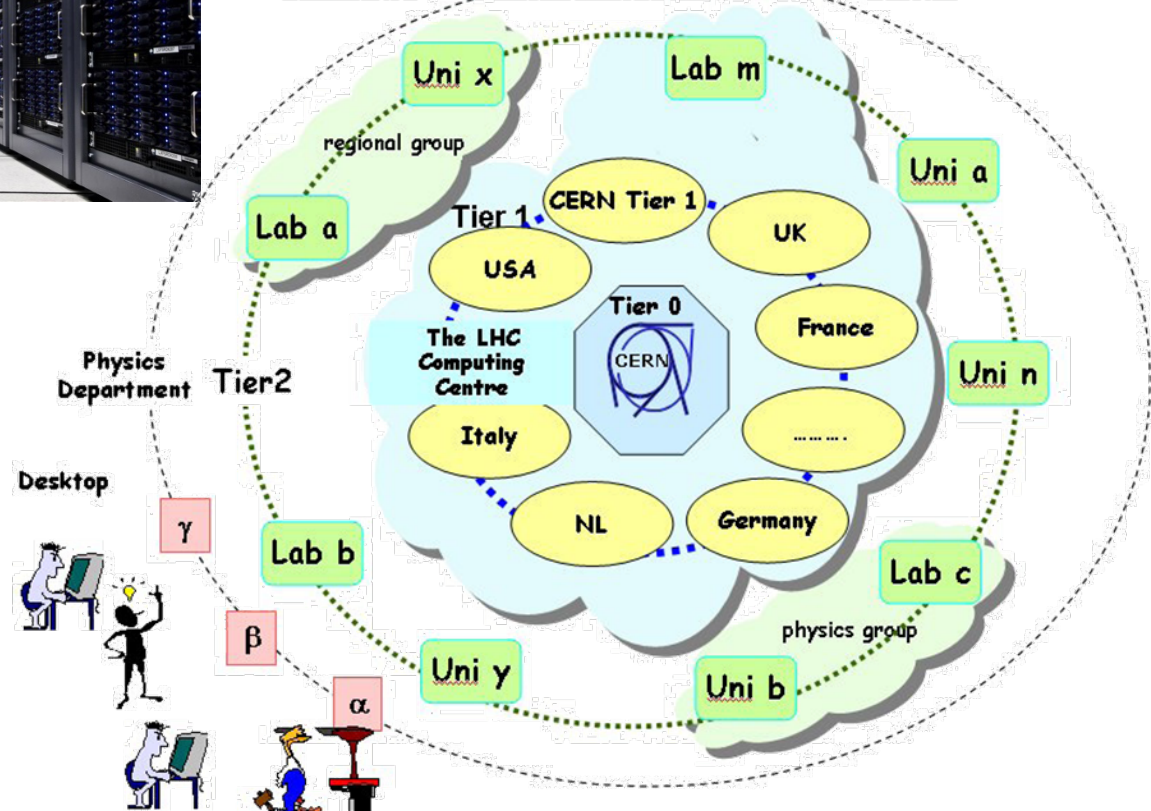 Uni x
Lab m
regional group
Uni a
Lab a
Tier 1
CERN Tier 1
UK
USA
Tier 0
CERN
France
The LHC
Computing
Centre
Physics
Department
Tier2
Uni n
Italy
……….
Desktop
γ
NL
Germany
Lab b
Lab c
β
physics group
Uni y
Uni b
α